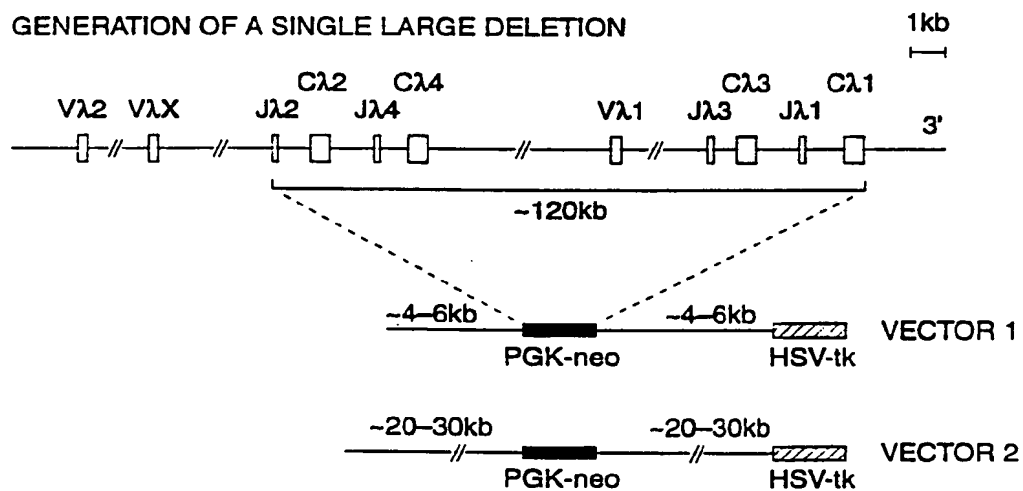 GENERATION OF A SINGLE LARGE DELETION
1kb
Cλ2 Cλ4 Cλ3 Cλ1
Vλ2 VλX Jλ2 Jλ4 Vλ1 Jλ3 Jλ1 3'
~120kb
~4–6kb ~4–6kb
VECTOR 1
PGK-neo HSV-tk
~20–30kb ~20–30kb
VECTOR 2
PGK-neo HSV-tk